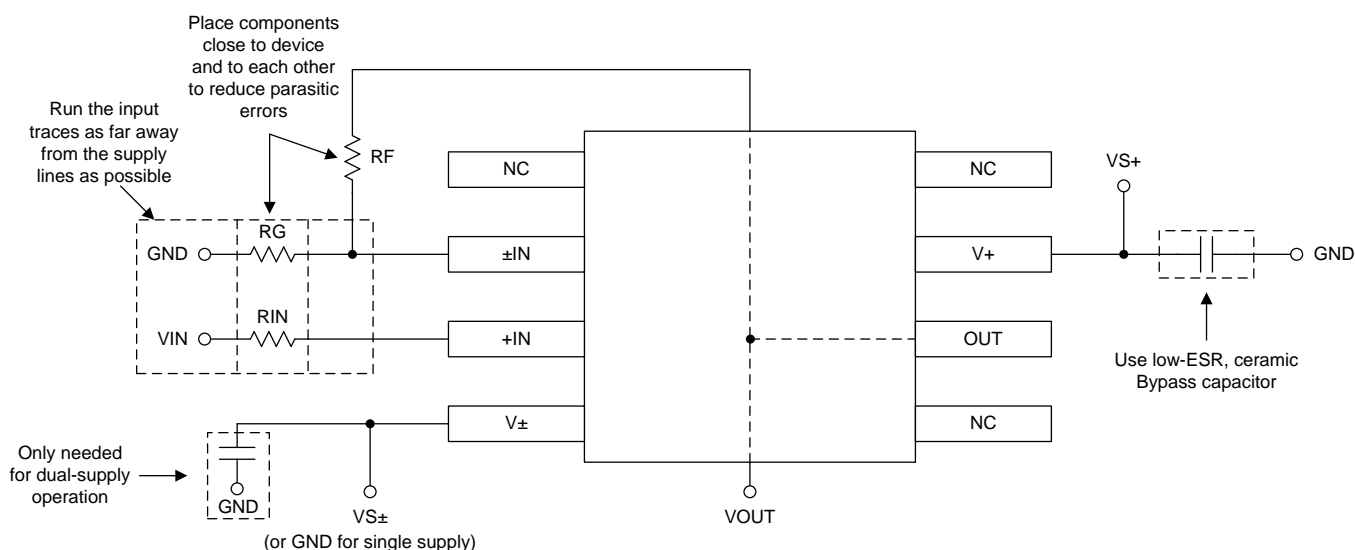 Place components
close to device
and to each other
to reduce parasitic
errors
Run the input
traces as far away
from the supply
lines as possible
RF
NC
NC
VS+
RG
GND
±IN
V+
GND
RIN
VIN
+IN
OUT
Use low-ESR, ceramic
Bypass capacitor
V±
NC
Only needed
for dual-supply
operation
GND
VS±
(or GND for single supply)
VOUT